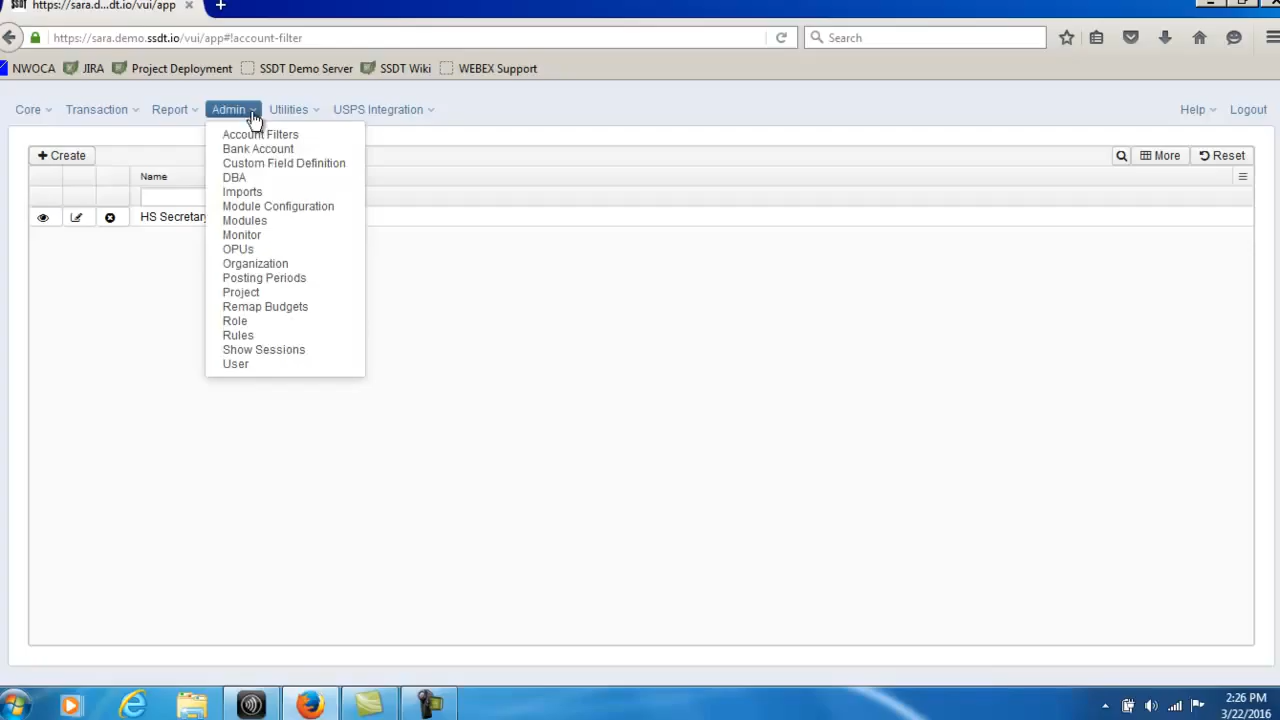 https://sara.d...dt.io/vui/app
https://sara.demo.ssdt.io/vui/app#!account-filter
Search
NWOCA JIRA Project Deployment SSDT Demo Server SSDT Wiki WEBEX Support
Core Transaction Report Admin Utilities USPS Integration Help Logout
Account Filters
Bank Account
Custom Field Definition
DBA
Imports
Module Configuration
Modules
Monitor
OPUs
Organization
Posting Periods
Project
Remap Budgets
Role
Rules
Show Sessions
User
Create More Reset
Name
HS Secretary
2:26 PM
3/22/2016